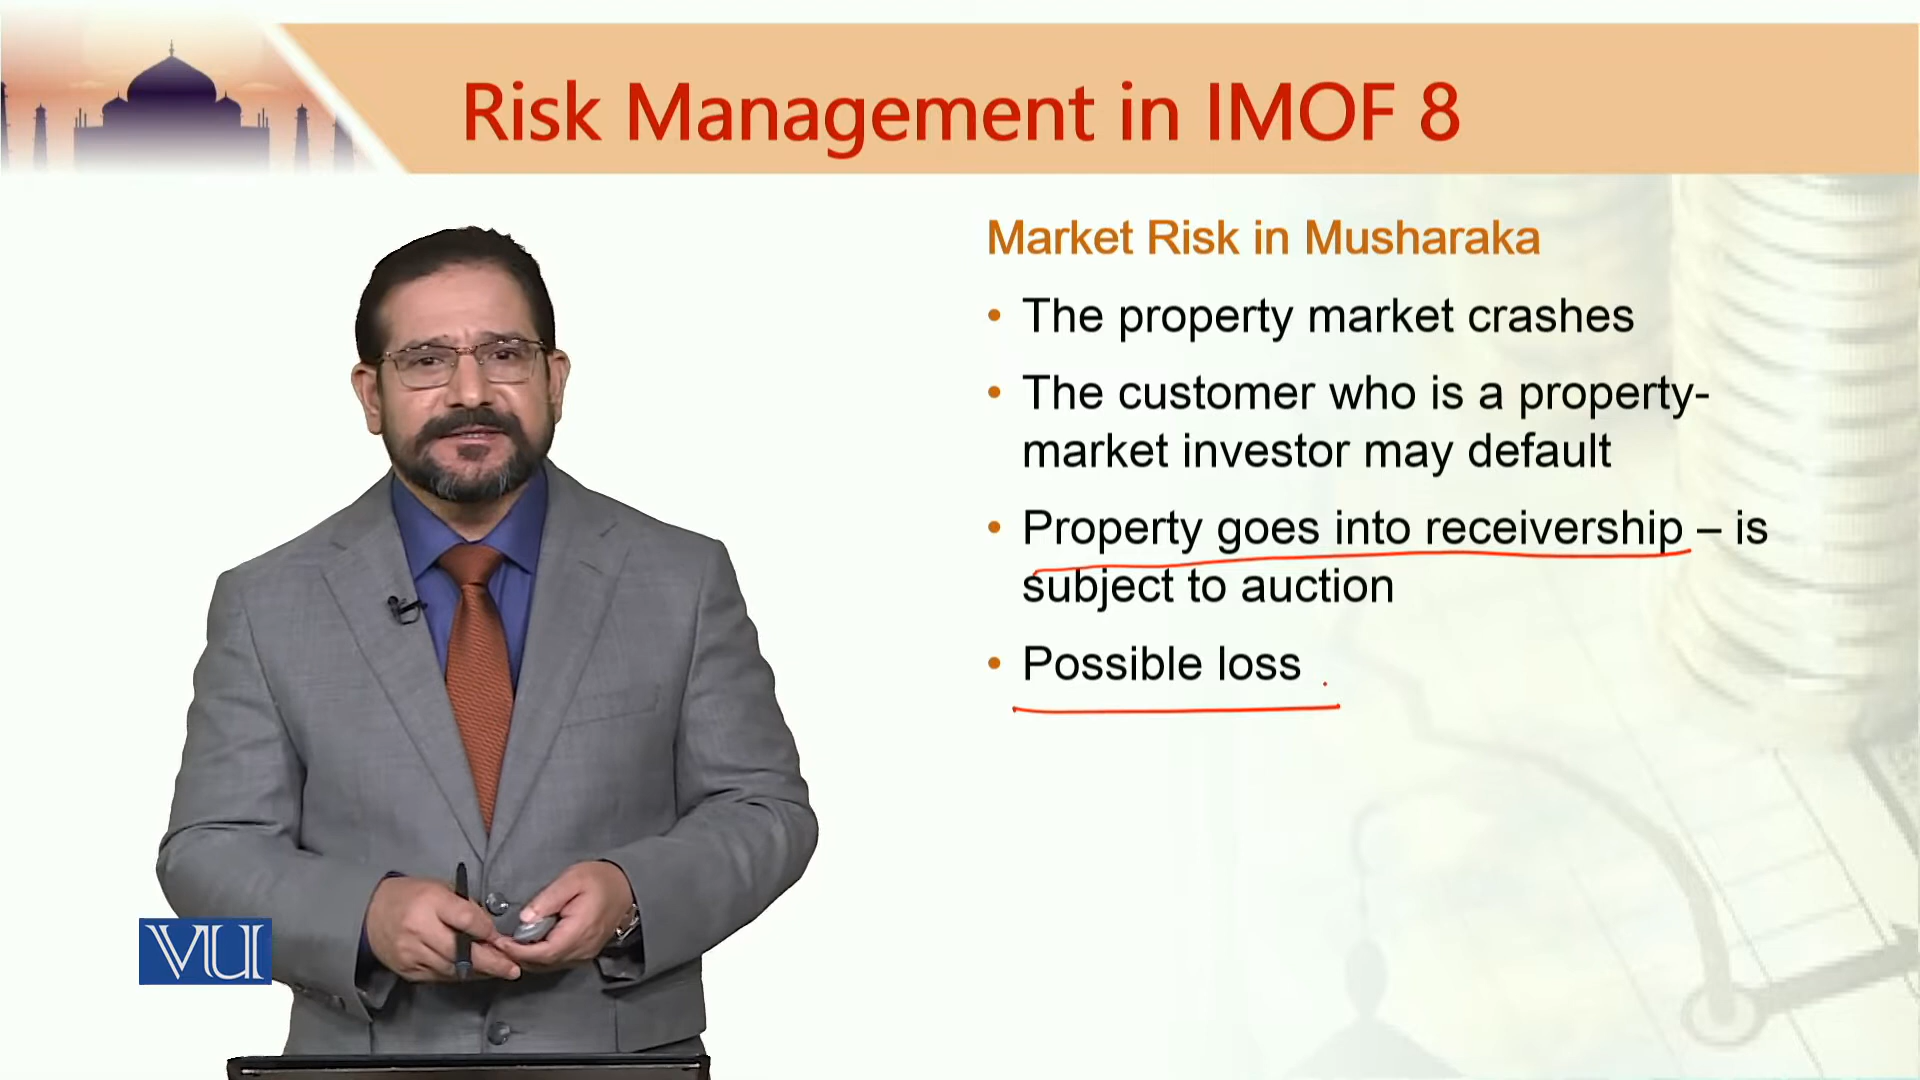 Risk Management in IMOF 8
Market Risk in Musharaka
• The property market crashes
• The customer who is a property-
market investor may default
• Property goes into receivership – is
subject to auction
• Possible loss
VU